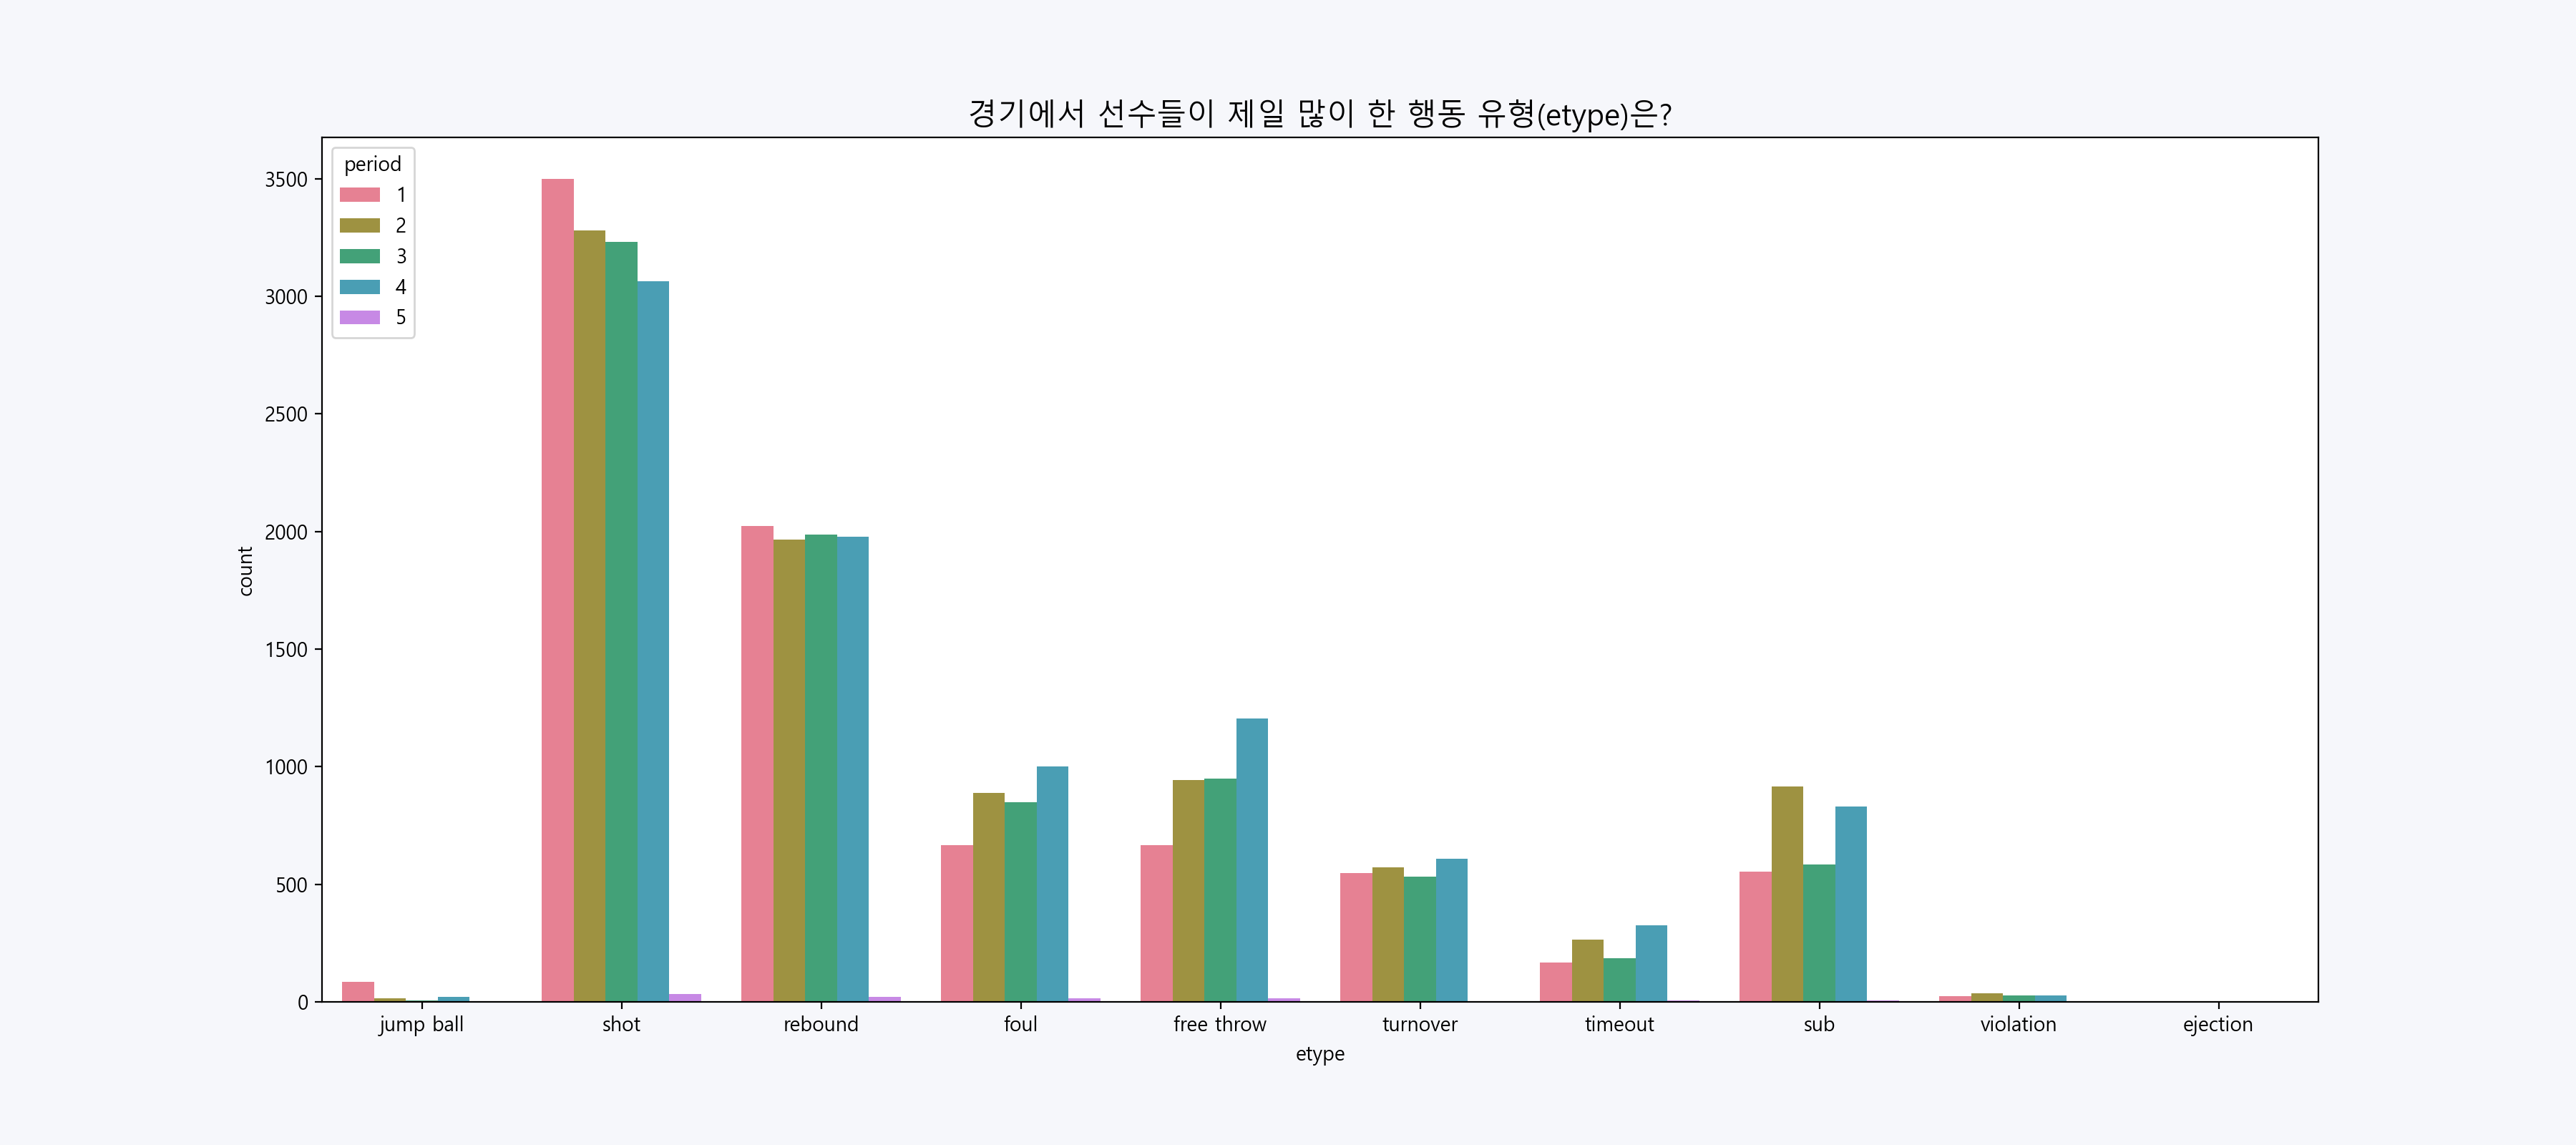 경기에서 선수들이 제일 많이 한 행동 유형(etype)은?
period
1
2
3
4
5
3500
3000
2500
2000
1500
1000
500
0
count
jump ball shot rebound foul free throw turnover timeout sub violation ejection
etype